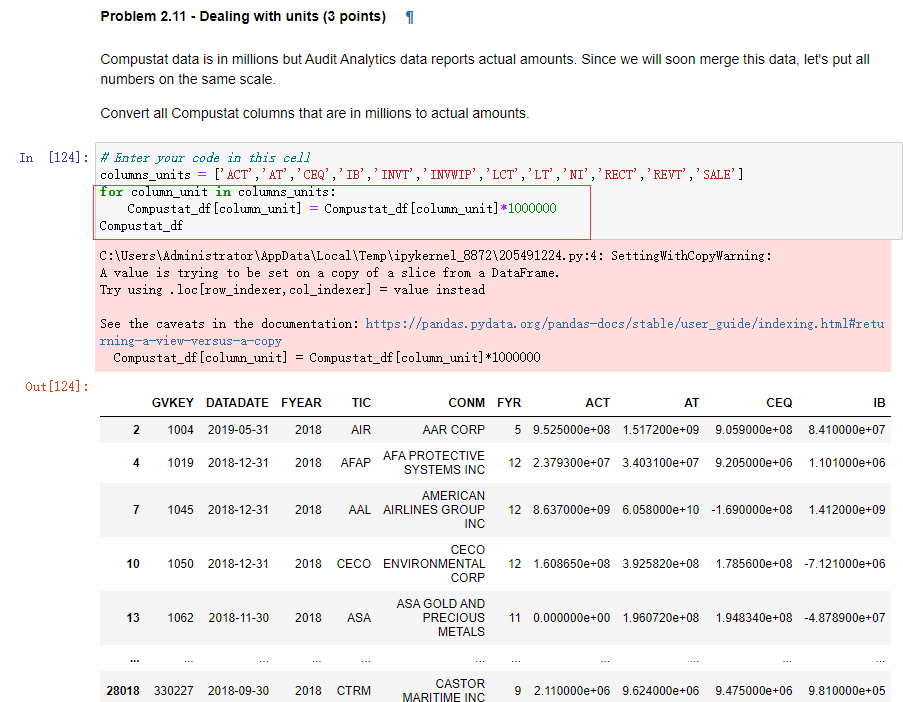 Problem 2.11 - Dealing with units (3 points) ¶
Compustat data is in millions but Audit Analytics data reports actual amounts. Since we will soon merge this data, let's put all
numbers on the same scale.
Convert all Compustat columns that are in millions to actual amounts.
In [124]: # Enter your code in this cell
columns_units = ['ACT','AT','CEQ','IB','INVT','INVWIP','LCT','LT','NI','RECT','REVT','SALE']
for column_unit in columns_units:
    Compustat_df[column_unit] = Compustat_df[column_unit]*1000000
Compustat_df
C:\Users\Administrator\AppData\Local\Temp\ipykernel_8872\205491224.py:4: SettingWithCopyWarning:
A value is trying to be set on a copy of a slice from a DataFrame.
Try using .loc[row_indexer,col_indexer] = value instead
See the caveats in the documentation: https://pandas.pydata.org/pandas-docs/stable/user_guide/indexing.html#retu
rning-a-view-versus-a-copy
  Compustat_df[column_unit] = Compustat_df[column_unit]*1000000
Out[124]:
GVKEY DATADATE FYEAR TIC CONM FYR ACT AT CEQ IB
2 1004 2019-05-31 2018 AIR AAR CORP 5 9.525000e+08 1.517200e+09 9.059000e+08 8.410000e+07
4 1019 2018-12-31 2018 AFAP AFA PROTECTIVE SYSTEMS INC 12 2.379300e+07 3.403100e+07 9.205000e+06 1.101000e+06
7 1045 2018-12-31 2018 AAL AMERICAN AIRLINES GROUP INC 12 8.637000e+09 6.058000e+10 -1.690000e+08 1.412000e+09
10 1050 2018-12-31 2018 CECO CECO ENVIRONMENTAL CORP 12 1.608650e+08 3.925820e+08 1.785600e+08 -7.121000e+06
13 1062 2018-11-30 2018 ASA ASA GOLD AND PRECIOUS METALS 11 0.000000e+00 1.960720e+08 1.948340e+08 -4.878900e+07
... ... ... ... ... ... ... ... ... ... ...
28018 330227 2018-09-30 2018 CTRM CASTOR MARITIME INC 9 2.110000e+06 9.624000e+06 9.475000e+06 9.810000e+05